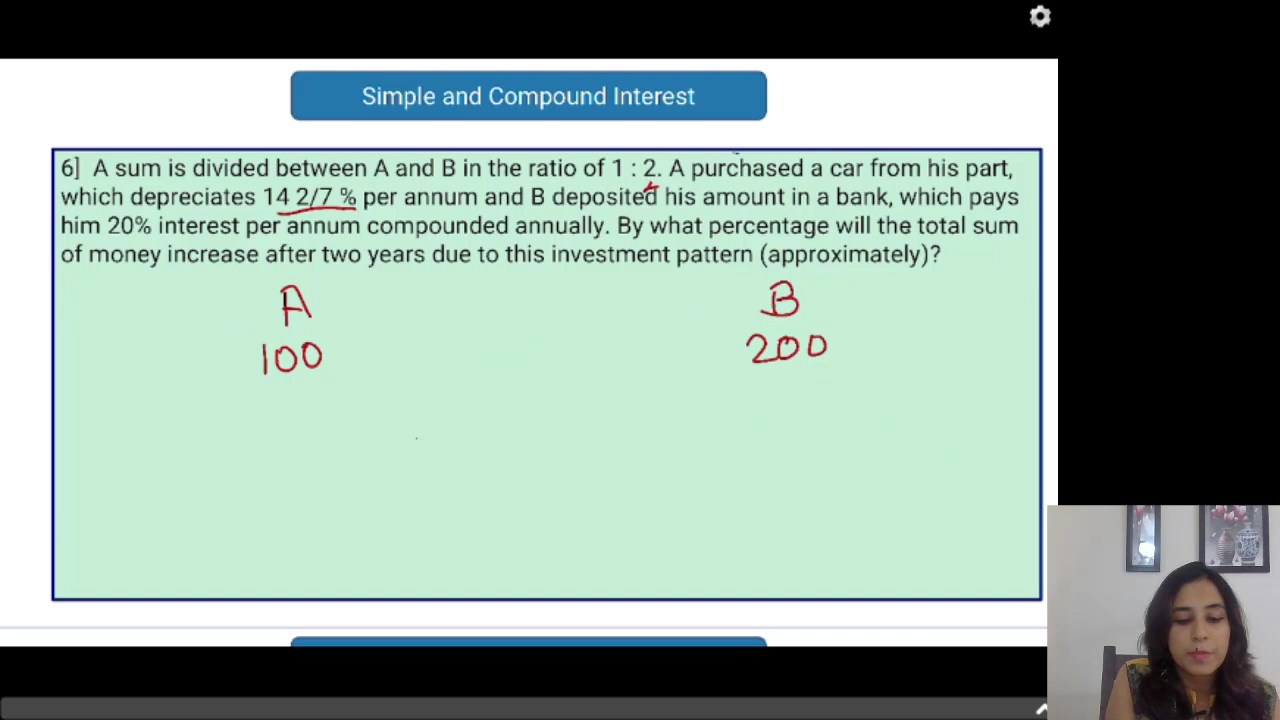 Simple and Compound Interest
6] A sum is divided between A and B in the ratio of 1 : 2. A purchased a car from his part,
which depreciates 14 2/7 % per annum and B deposited his amount in a bank, which pays
him 20% interest per annum compounded annually. By what percentage will the total sum
of money increase after two years due to this investment pattern (approximately)?
A B
100 200